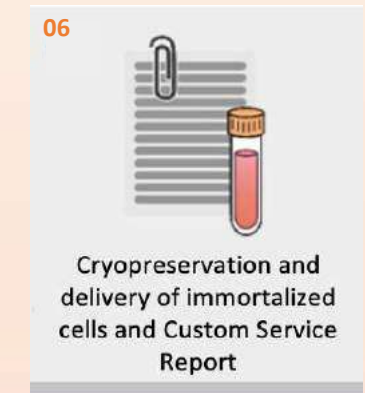 06
Cryopreservation and
delivery of immortalized
cells and Custom Service
Report